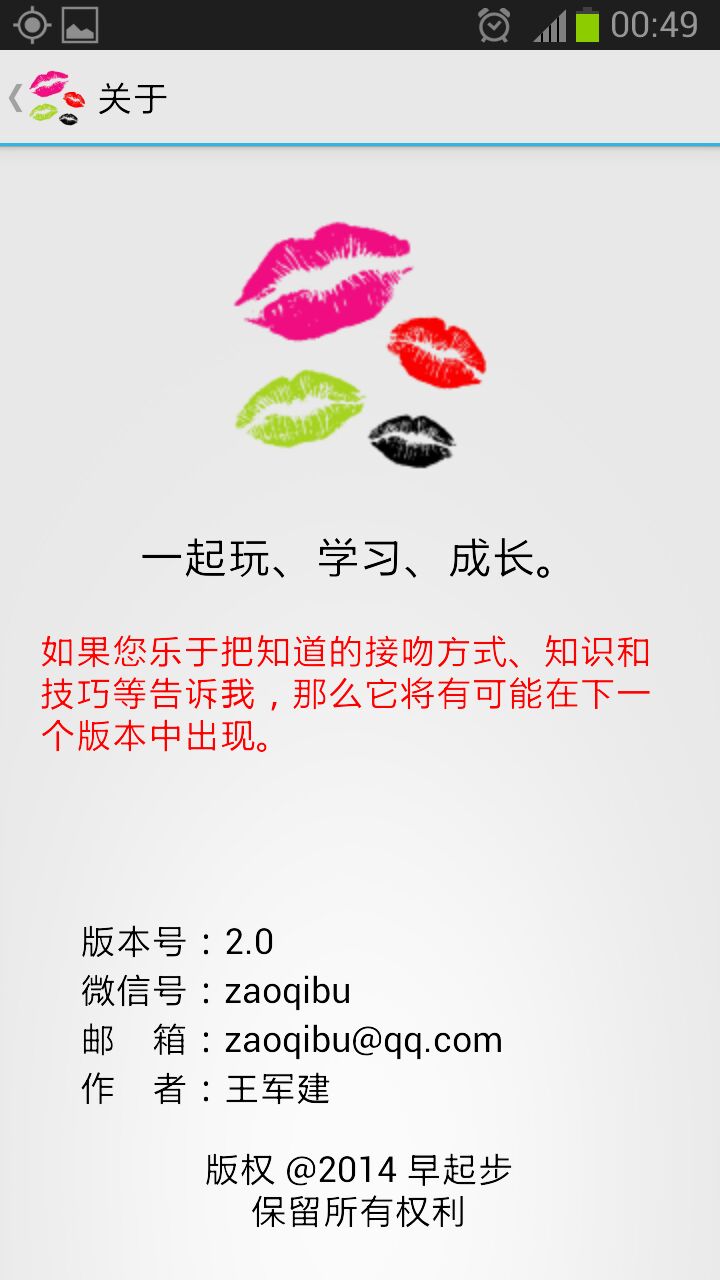 00:49
关于
一起玩、学习、成长。
如果您乐于把知道的接吻方式、知识和
技巧等告诉我，那么它将有可能在下一
个版本中出现。
版本号：2.0
微信号：zaoqibu
邮　箱：zaoqibu@qq.com
作　者：王军建
版权 @2014 早起步
保留所有权利